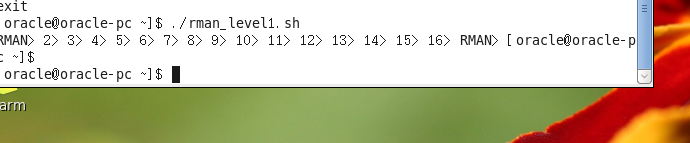 exit
[oracle@oracle-pc ~]$ ./rman_level1.sh
RMAN> 2> 3> 4> 5> 6> 7> 8> 9> 10> 11> 12> 13> 14> 15> 16> RMAN> [oracle@oracle-p
c ~]$
[oracle@oracle-pc ~]$
arm